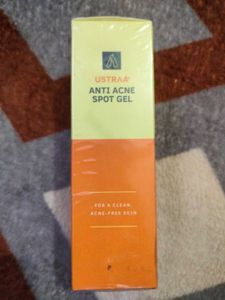 USTRAA
ANTI ACNE
SPOT GEL
FOR A CLEAN,
ACNE-FREE SKIN